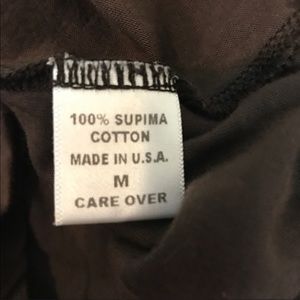 100% SUPIMA
COTTON
MADE IN U.S.A.
M
CARE OVER